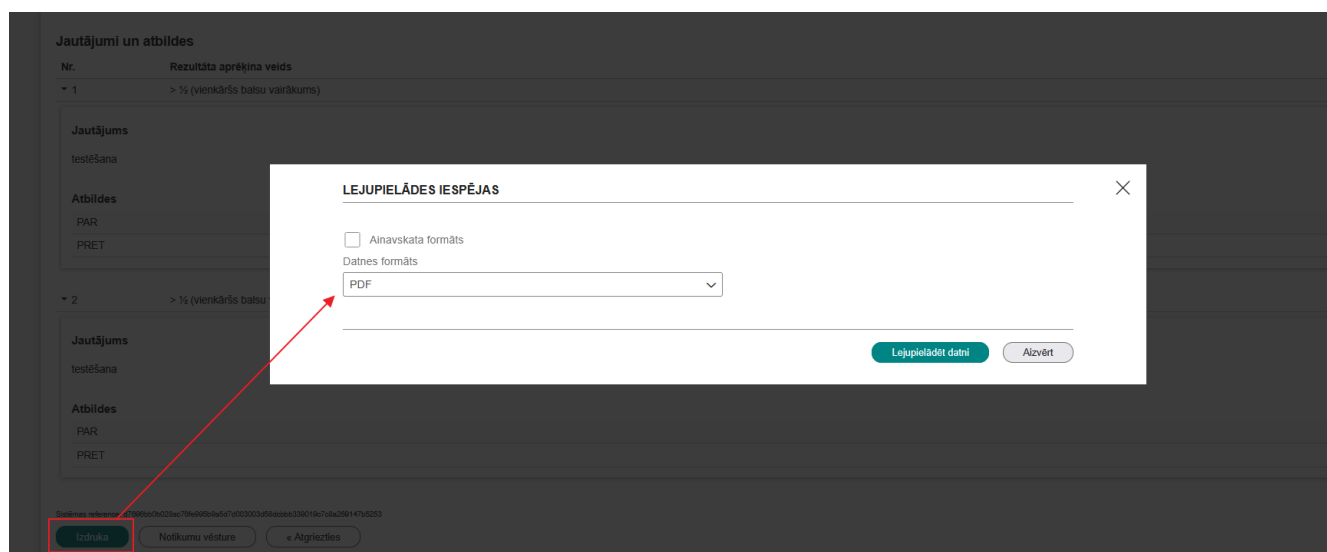 Jautājumi un atbildes
Nr. Rezultāta aprēķina veids
1 > ½ (vienkāršs balsu vairākums)
Jautājums
testēšana
Atbildes
PAR
PRET
2 > ½ (vienkāršs balsu
Jautājums
testēšana
Atbildes
PAR
PRET
LEJUPIELĀDES IESPĒJAS
Ainavskata formāts
Datnes formāts
PDF
Lejupielādēt datni Aizvērt
Sistēmas reference
Izdruka Notikumu vēsture « Atgriezties